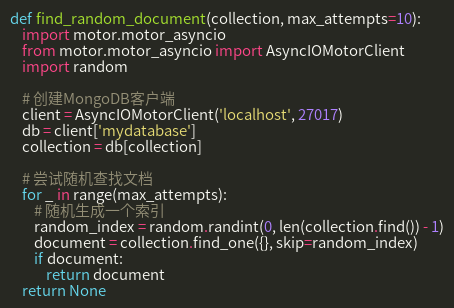 def find_random_document(collection, max_attempts=10):
    import motor.motor_asyncio
    from motor.motor_asyncio import AsyncIOMotorClient
    import random

    # 创建MongoDB客户端
    client = AsyncIOMotorClient('localhost', 27017)
    db = client['mydatabase']
    collection = db[collection]

    # 尝试随机查找文档
    for _ in range(max_attempts):
        # 随机生成一个索引
        random_index = random.randint(0, len(collection.find()) - 1)
        document = collection.find_one({}, skip=random_index)
        if document:
            return document
    return None